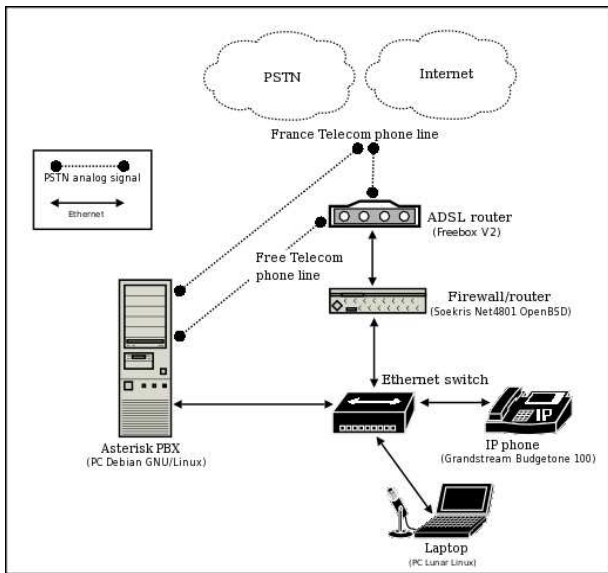 PSTN
Internet
France Telecom phone line
PSTN analog signal
Ethernet
ADSL router
(Freebox V2)
Free Telecom
phone line
Firewall/router
(Soekris Net4801 OpenBSD)
Ethernet switch
Asterisk PBX
(PC Debian GNU/Linux)
IP
IP phone
(Grandstream Budgetone 100)
Laptop
(PC Lunar Linux)